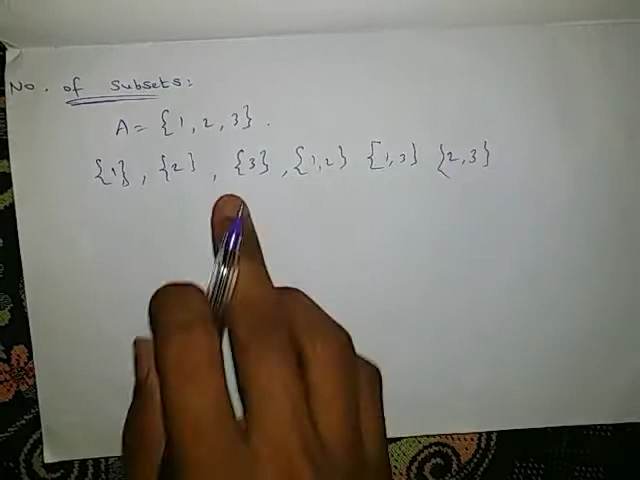 No. of subsets:
A = {1, 2, 3}.
{1}, {2}, {3}, {1,2} {1,3} {2,3}